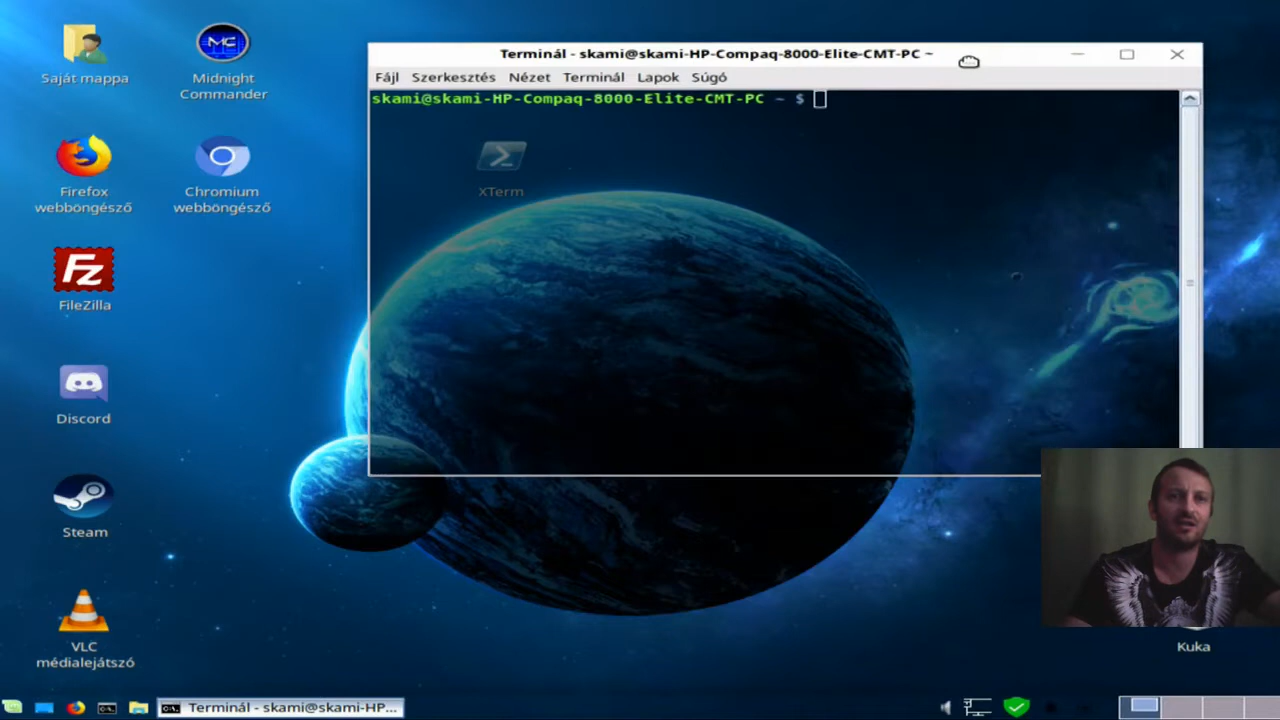 Saját mappa
Midnight
Commander
Firefox
webböngésző
Chromium
webböngésző
FileZilla
Discord
Steam
VLC
médialejátszó
Terminál - skami@skami-HP-Compaq-8000-Elite-CMT-PC ~
Fájl Szerkesztés Nézet Terminál Lapok Súgó
skami@skami-HP-Compaq-8000-Elite-CMT-PC ~ $
XTerm
Kuka
Terminál - skami@skami-HP...